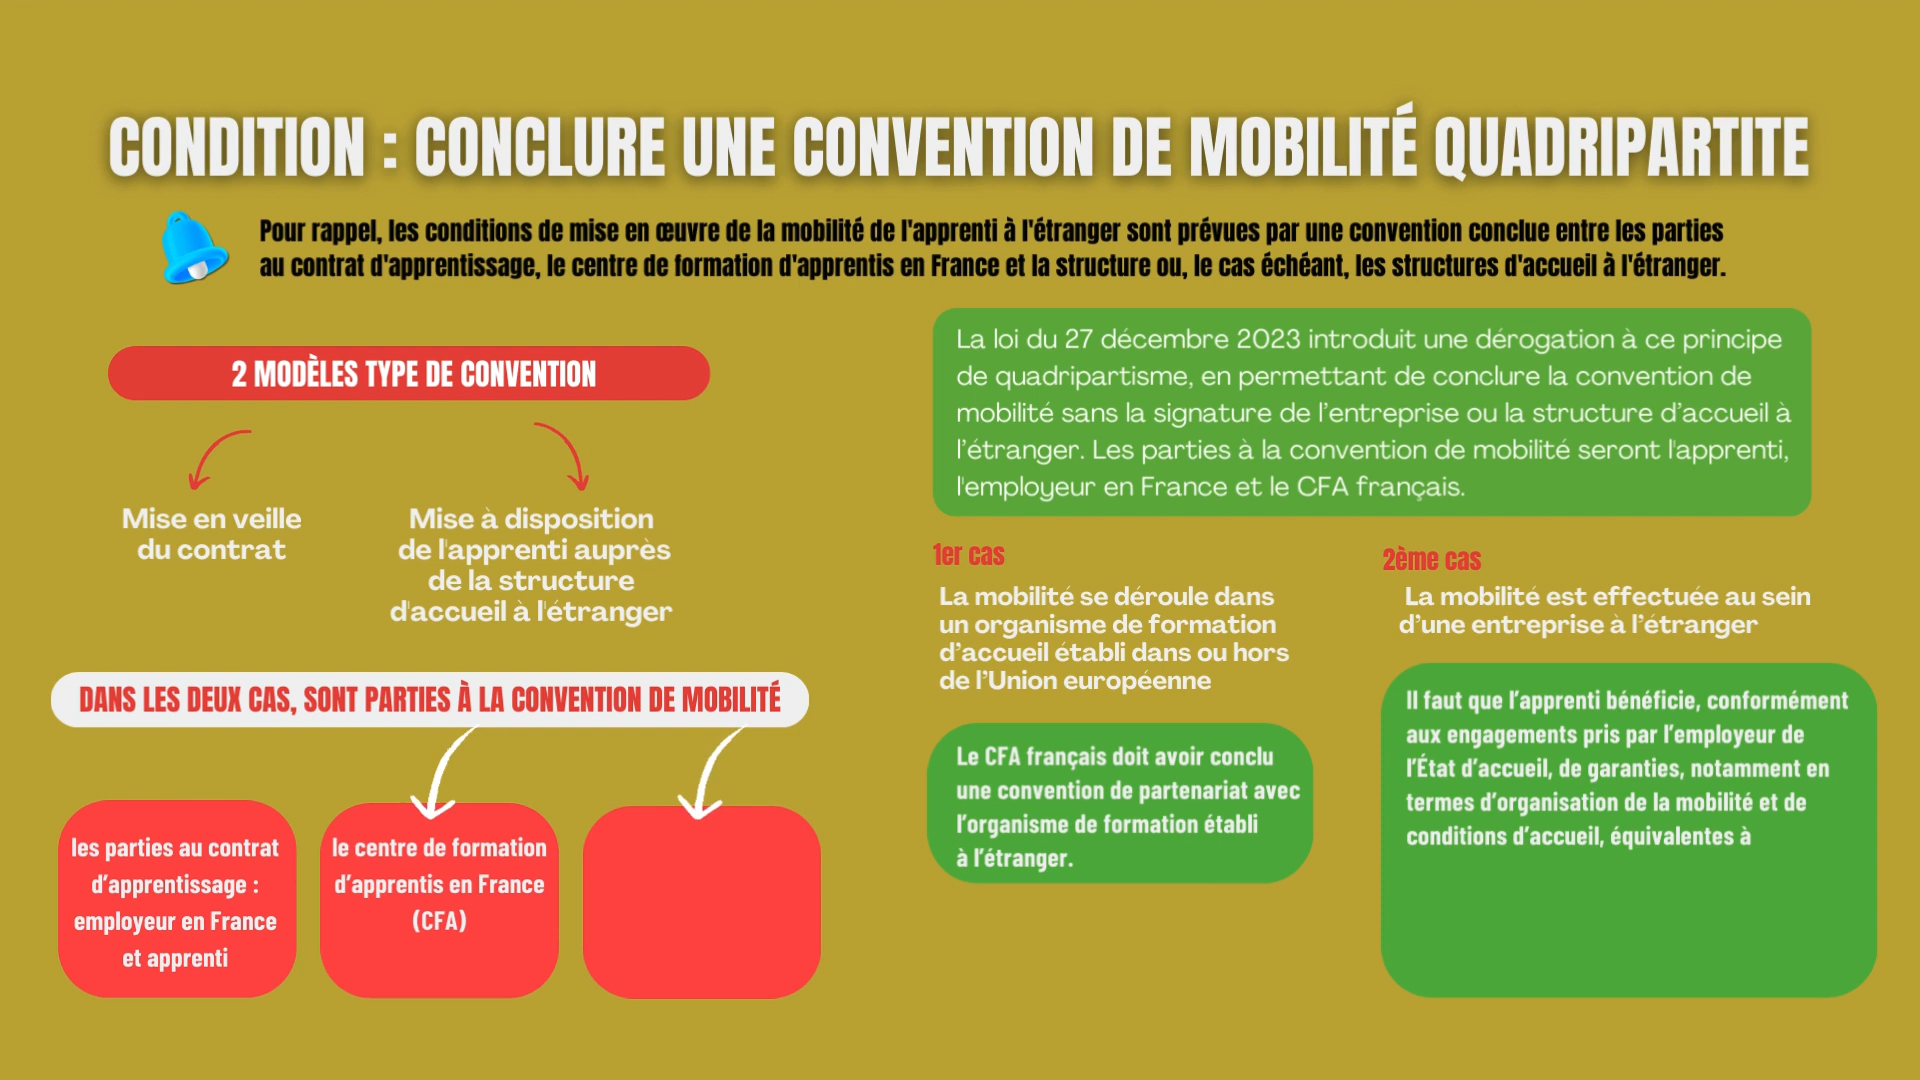 CONDITION : CONCLURE UNE CONVENTION DE MOBILITÉ QUADRIPARTITE
Pour rappel, les conditions de mise en œuvre de la mobilité de l'apprenti à l'étranger sont prévues par une convention conclue entre les parties
au contrat d'apprentissage, le centre de formation d'apprentis en France et la structure ou, le cas échéant, les structures d'accueil à l'étranger.
2 MODÈLES TYPE DE CONVENTION
Mise en veille
du contrat
Mise à disposition
de l'apprenti auprès
de la structure
d'accueil à l'étranger
DANS LES DEUX CAS, SONT PARTIES À LA CONVENTION DE MOBILITÉ
les parties au contrat
d’apprentissage :
employeur en France
et apprenti
le centre de formation
d’apprentis en France
(CFA)
La loi du 27 décembre 2023 introduit une dérogation à ce principe
de quadripartisme, en permettant de conclure la convention de
mobilité sans la signature de l’entreprise ou la structure d’accueil à
l’étranger. Les parties à la convention de mobilité seront l'apprenti,
l'employeur en France et le CFA français.
1er cas
La mobilité se déroule dans
un organisme de formation
d’accueil établi dans ou hors
de l’Union européenne
Le CFA français doit avoir conclu
une convention de partenariat avec
l’organisme de formation établi
à l’étranger.
2ème cas
La mobilité est effectuée au sein
d’une entreprise à l’étranger
Il faut que l’apprenti bénéficie, conformément
aux engagements pris par l’employeur de
l’État d’accueil, de garanties, notamment en
termes d’organisation de la mobilité et de
conditions d’accueil, équivalentes à